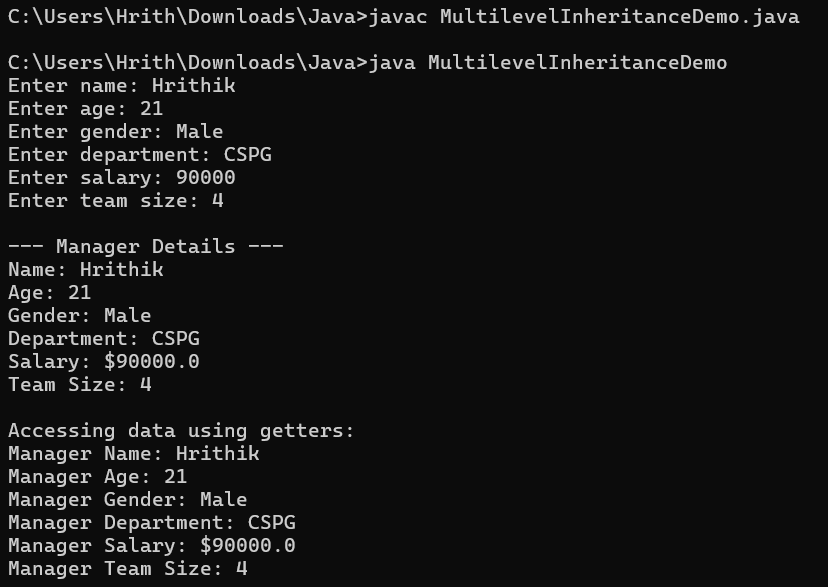 C:\Users\Hrith\Downloads\Java>javac MultilevelInheritanceDemo.java
C:\Users\Hrith\Downloads\Java>java MultilevelInheritanceDemo
Enter name: Hrithik
Enter age: 21
Enter gender: Male
Enter department: CSPG
Enter salary: 90000
Enter team size: 4
--- Manager Details ---
Name: Hrithik
Age: 21
Gender: Male
Department: CSPG
Salary: $90000.0
Team Size: 4
Accessing data using getters:
Manager Name: Hrithik
Manager Age: 21
Manager Gender: Male
Manager Department: CSPG
Manager Salary: $90000.0
Manager Team Size: 4